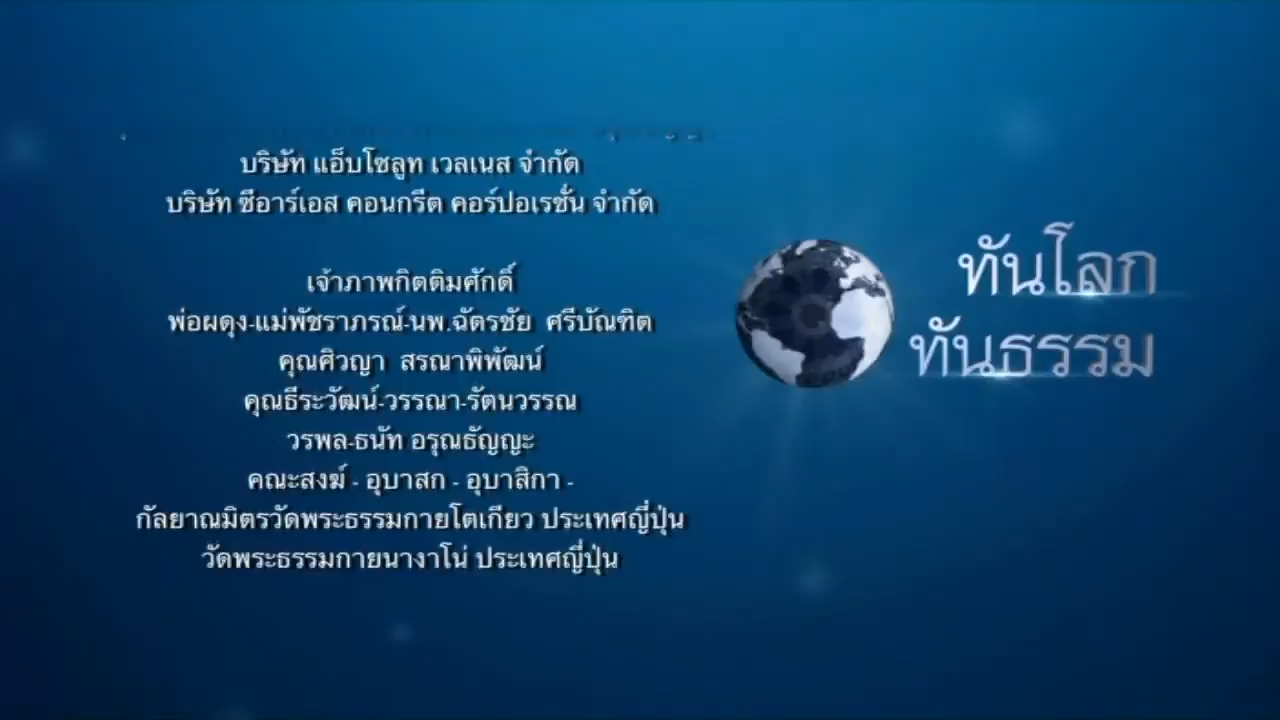 บริษัท แอ็บโซลูท เวลเนส จำกัด
บริษัท ซีอาร์เอส คอนกรีต คอร์ปอเรชั่น จำกัด
เจ้าภาพกิตติมศักดิ์
พ่อผดุง-แม่พัชราภรณ์-นพ.ฉัตรชัย ศรีบัณฑิต
คุณศิวญา สรณาพิพัฒน์
คุณธีระวัฒน์-วรรณา-รัตนวรรณ
วรพล-ธนัท อรุณธัญญะ
คณะสงฆ์ - อุบาสก - อุบาสิกา -
กัลยาณมิตรวัดพระธรรมกายโตเกียว ประเทศญี่ปุ่น
วัดพระธรรมกายนางาโน่ ประเทศญี่ปุ่น
ทันโลก
ทันธรรม